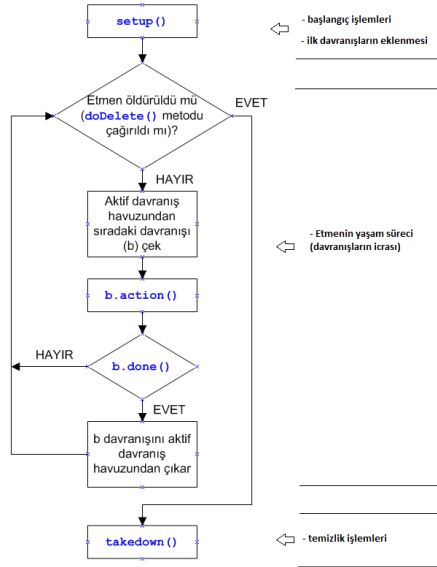 setup()
- başlangıç işlemleri
- ilk davranışların eklenmesi
Etmen öldürüldü mü
(doDelete() metodu
çağırıldı mı)?
EVET
HAYIR
Aktif davranış
havuzundan
sıradaki davranışı
(b) çek
- Etmenin yaşam süreci
(davranışların icrası)
b.action()
HAYIR
b.done()
EVET
b davranışını aktif
davranış
havuzundan çıkar
takedown()
- temizlik işlemleri